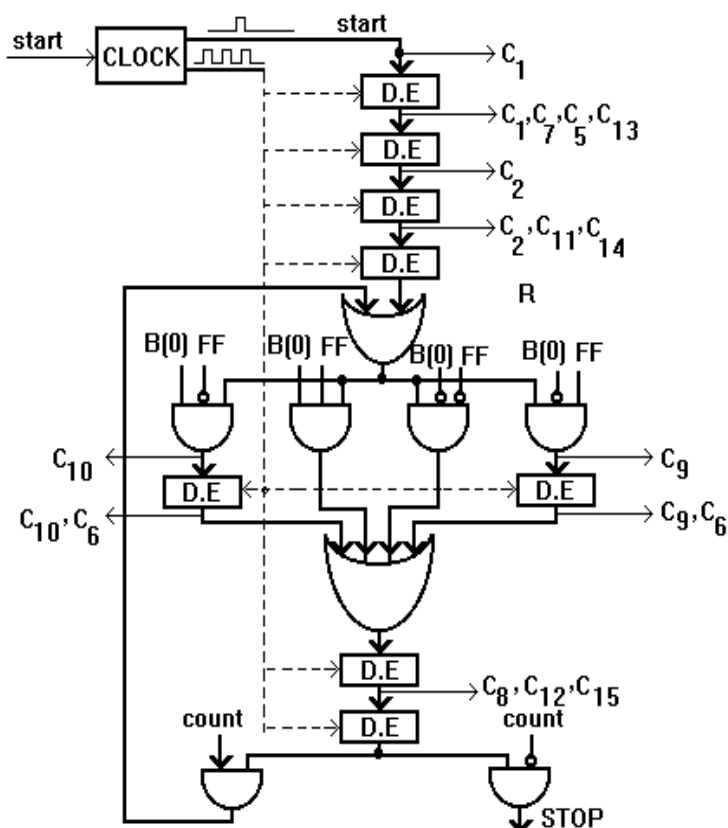 start
start
CLOCK
C₁
D.E
C₁,C₇,C₅,C₁₃
D.E
C₂
D.E
C₂,C₁₁,C₁₄
D.E
R
B(0) FF B(0) FF B(0) FF B(0) FF
C₁₀ C₉
D.E D.E
C₁₀,C₆ C₉,C₆
D.E
C₈,C₁₂,C₁₅
count D.E count
STOP